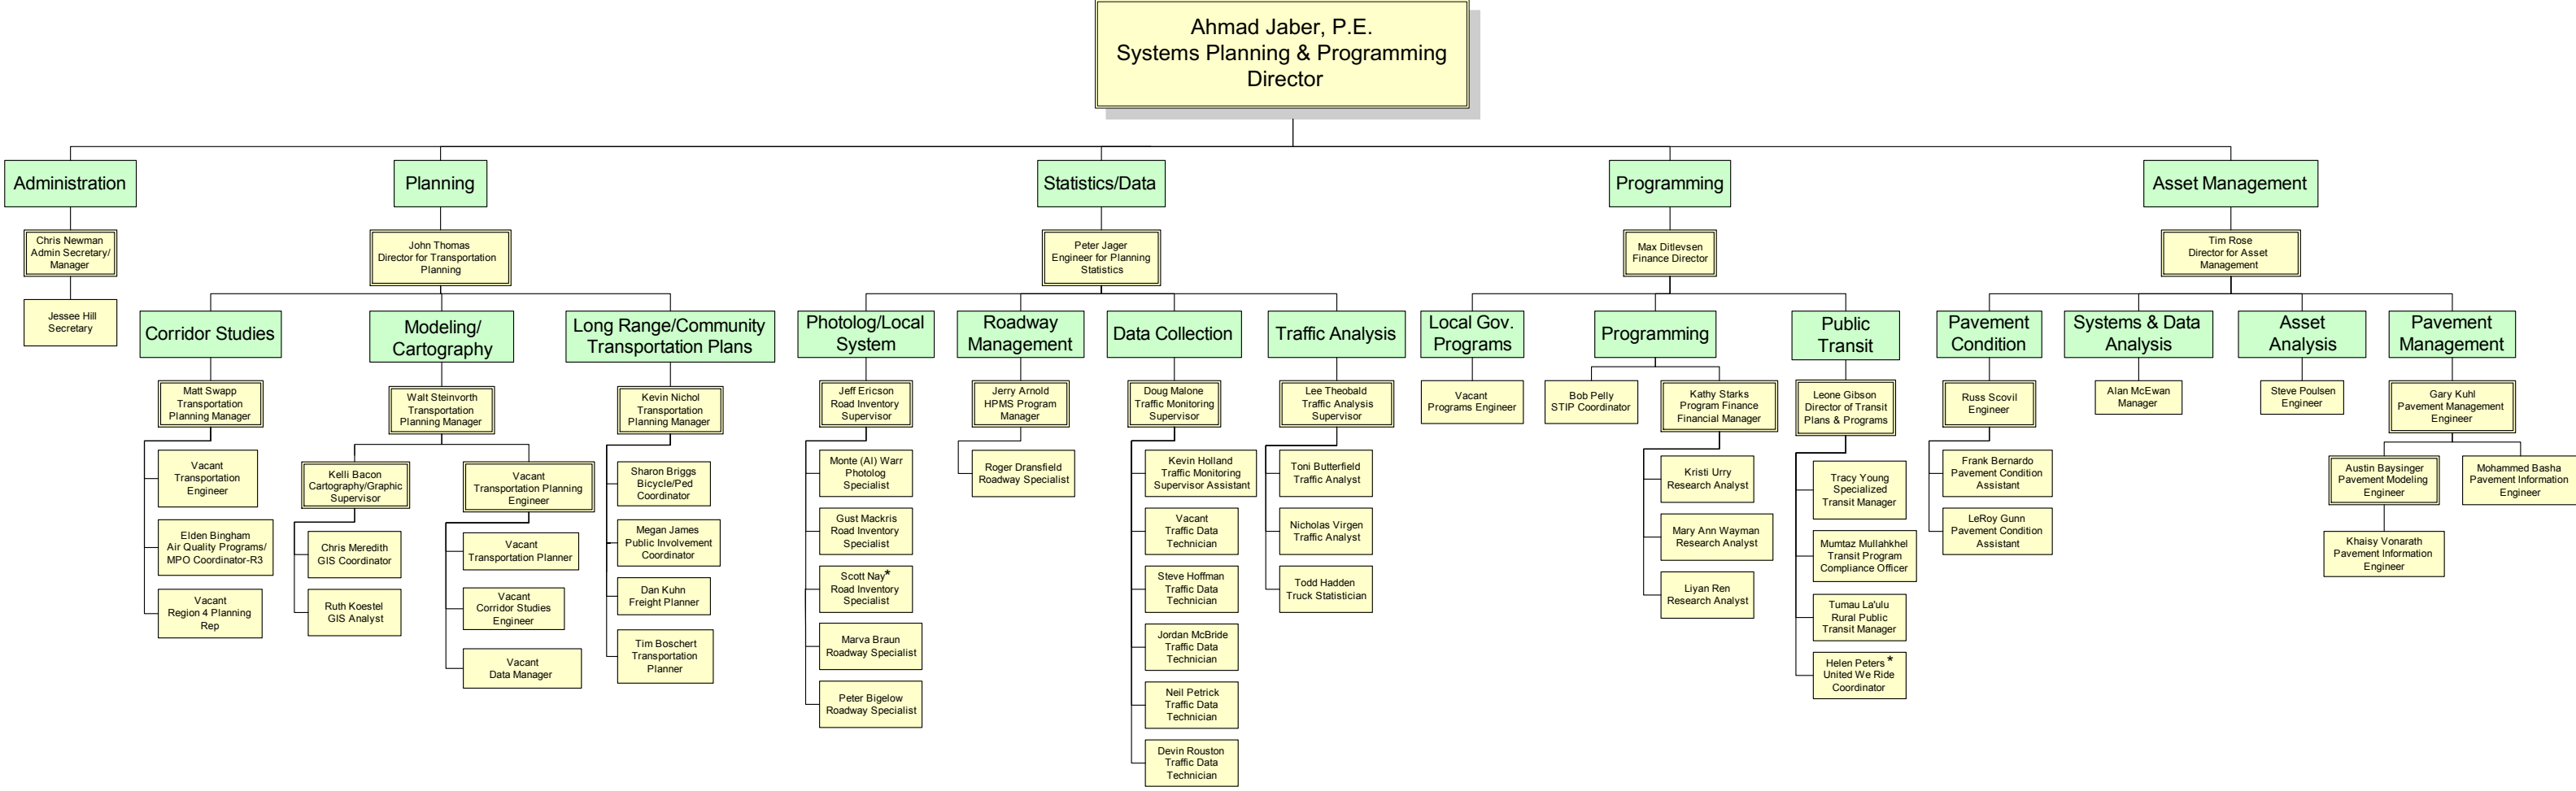 Ahmad Jaber, P.E.
Systems Planning & Programming
Director
Administration
Planning
Statistics/Data
Programming
Asset Management
Chris Newman
Admin Secretary/
Manager
Jessee Hill
Secretary
John Thomas
Director for Transportation
Planning
Peter Jager
Engineer for Planning
Statistics
Max Ditlevsen
Finance Director
Tim Rose
Director for Asset
Management
Corridor Studies
Matt Swapp
Transportation
Planning Manager
Vacant
Transportation
Engineer
Elden Bingham
Air Quality Programs/
MPO Coordinator-R3
Vacant
Region 4 Planning
Rep
Modeling/
Cartography
Walt Steinvorth
Transportation
Planning Manager
Kelli Bacon
Cartography/Graphic
Supervisor
Chris Meredith
GIS Coordinator
Ruth Koestel
GIS Analyst
Vacant
Transportation Planning
Engineer
Vacant
Transportation Planner
Vacant
Corridor Studies
Engineer
Vacant
Data Manager
Long Range/Community
Transportation Plans
Kevin Nichol
Transportation
Planning Manager
Sharon Briggs
Bicycle/Ped
Coordinator
Megan James
Public Involvement
Coordinator
Dan Kuhn
Freight Planner
Tim Boschert
Transportation
Planner
Photolog/Local
System
Jeff Ericson
Road Inventory
Supervisor
Monte (Al) Warr
Photolog
Specialist
Gust Mackris
Road Inventory
Specialist
Scott Nay*
Road Inventory
Specialist
Marva Braun
Roadway Specialist
Peter Bigelow
Roadway Specialist
Roadway
Management
Jerry Arnold
HPMS Program
Manager
Roger Dransfield
Roadway Specialist
Data Collection
Doug Malone
Traffic Monitoring
Supervisor
Kevin Holland
Traffic Monitoring
Supervisor Assistant
Vacant
Traffic Data
Technician
Steve Hoffman
Traffic Data
Technician
Jordan McBride
Traffic Data
Technician
Neil Petrick
Traffic Data
Technician
Devin Rouston
Traffic Data
Technician
Traffic Analysis
Lee Theobald
Traffic Analysis
Supervisor
Toni Butterfield
Traffic Analyst
Nicholas Virgen
Traffic Analyst
Todd Hadden
Truck Statistician
Local Gov.
Programs
Vacant
Programs Engineer
Programming
Bob Pelly
STIP Coordinator
Kathy Starks
Program Finance
Financial Manager
Kristi Urry
Research Analyst
Mary Ann Wayman
Research Analyst
Liyan Ren
Research Analyst
Public
Transit
Leone Gibson
Director of Transit
Plans & Programs
Tracy Young
Specialized
Transit Manager
Mumtaz Mullahkhel
Transit Program
Compliance Officer
Tumau La'ulu
Rural Public
Transit Manager
Helen Peters *
United We Ride
Coordinator
Pavement
Condition
Russ Scovil
Engineer
Frank Bernardo
Pavement Condition
Assistant
LeRoy Gunn
Pavement Condition
Assistant
Systems & Data
Analysis
Alan McEwan
Manager
Asset
Analysis
Steve Poulsen
Engineer
Pavement
Management
Gary Kuhl
Pavement Management
Engineer
Austin Baysinger
Pavement Modeling
Engineer
Khaisy Vonarath
Pavement Information
Engineer
Mohammed Basha
Pavement Information
Engineer